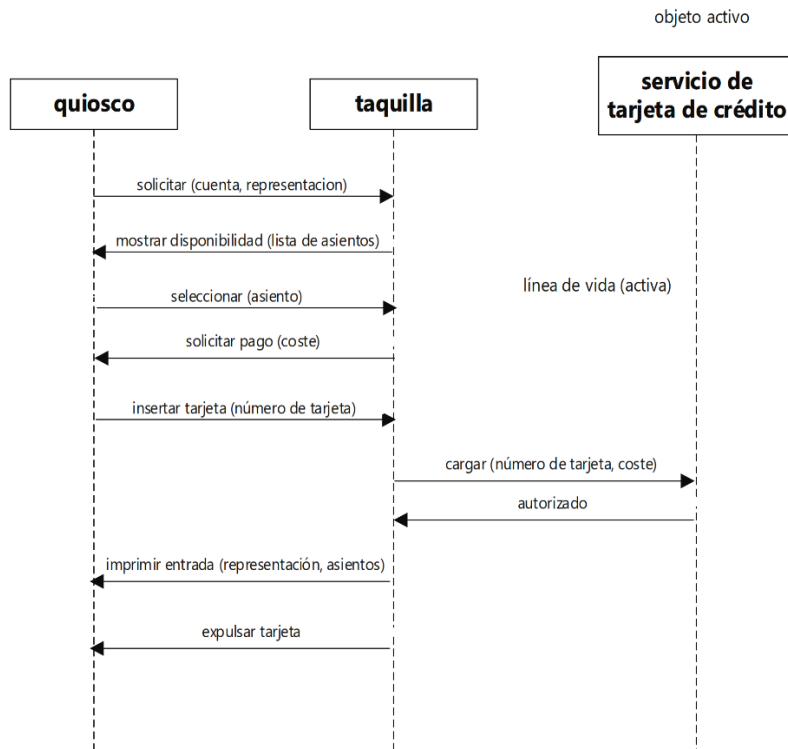 objeto activo
quiosco
taquilla
servicio de
tarjeta de crédito
solicitar (cuenta, representacion)
mostrar disponibilidad (lista de asientos)
línea de vida (activa)
seleccionar (asiento)
solicitar pago (coste)
insertar tarjeta (número de tarjeta)
cargar (número de tarjeta, coste)
autorizado
imprimir entrada (representación, asientos)
expulsar tarjeta